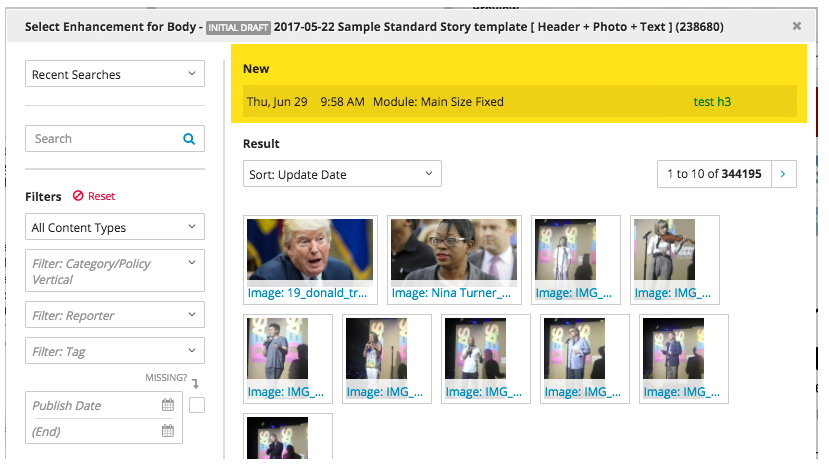 Select Enhancement for Body - INITIAL DRAFT 2017-05-22 Sample Standard Story template [ Header + Photo + Text ] (238680)
Recent Searches
Search
Filters Reset
All Content Types
Filter: Category/Policy
Vertical
Filter: Reporter
Filter: Tag
MISSING?
Publish Date
(End)
New
Thu, Jun 29 9:58 AM Module: Main Size Fixed test h3
Result
Sort: Update Date
1 to 10 of 344195
Image: 19_donald_tr...
Image: Nina Turner_...
Image: IMG_...
Image: IMG_...
Image: IMG_...
Image: IMG_...
Image: IMG_...
Image: IMG_...
Image: IMG_...